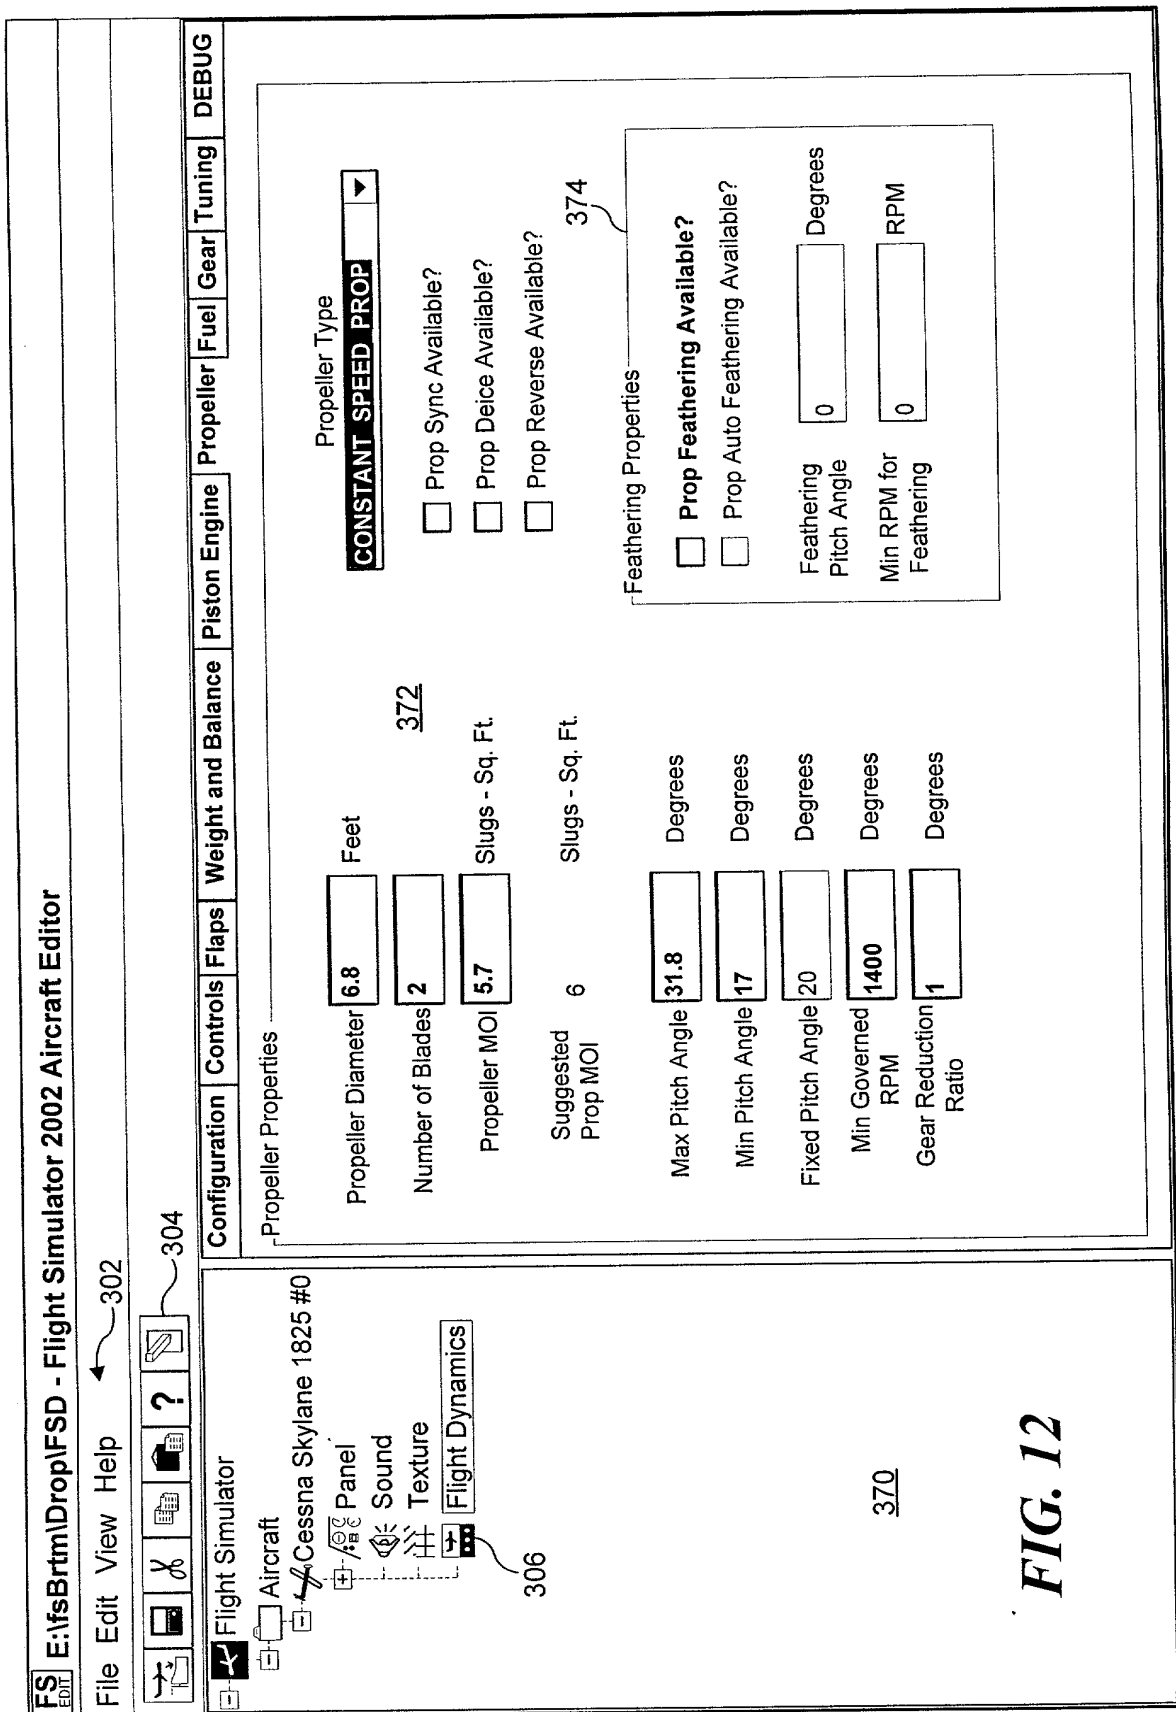 FS EDIT E:\fsBrtm\Drop\FSD - Flight Simulator 2002 Aircraft Editor
File Edit View Help
302
?
304
Flight Simulator
Aircraft
Cessna Skylane 1825 #0
Panel
Sound
Texture
Flight Dynamics
306
370
Configuration Controls Flaps Weight and Balance Piston Engine Propeller Fuel Gear Tuning DEBUG
Propeller Properties
Propeller Diameter 6.8 Feet
Number of Blades 2
372
Propeller MOI 5.7 Slugs - Sq. Ft.
Suggested
Prop MOI
6 Slugs - Sq. Ft.
Max Pitch Angle 31.8 Degrees
Min Pitch Angle 17 Degrees
Fixed Pitch Angle 20 Degrees
Min Governed
RPM
1400 Degrees
Gear Reduction
Ratio
1 Degrees
Propeller Type
CONSTANT SPEED PROP
Prop Sync Available?
Prop Deice Available?
Prop Reverse Available?
374
Feathering Properties
Prop Feathering Available?
Prop Auto Feathering Available?
Feathering
Pitch Angle
0 Degrees
Min RPM for
Feathering
0 RPM
FIG. 12